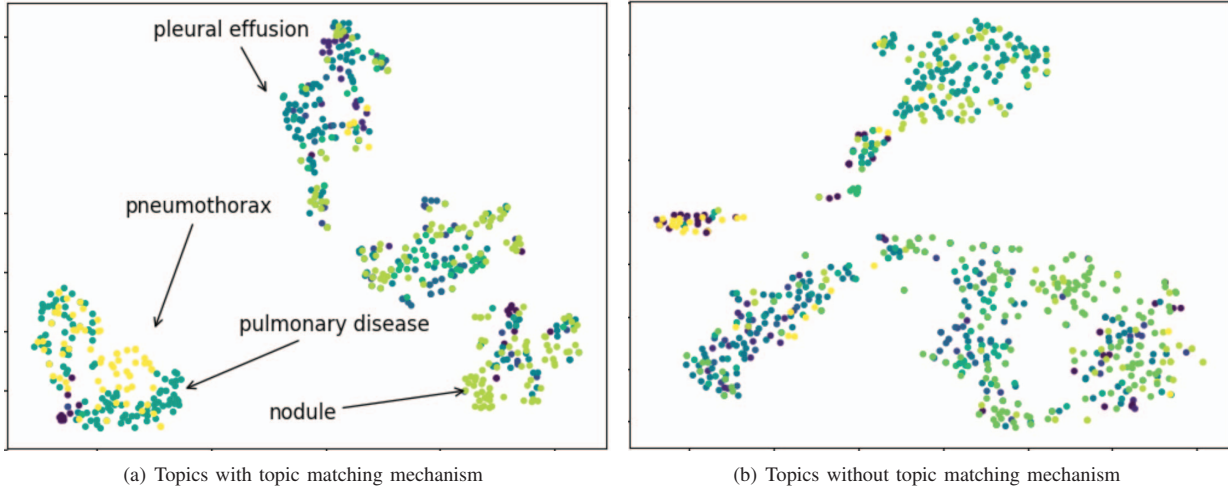 pleural effusion
pneumothorax
pulmonary disease
nodule
(a) Topics with topic matching mechanism
(b) Topics without topic matching mechanism